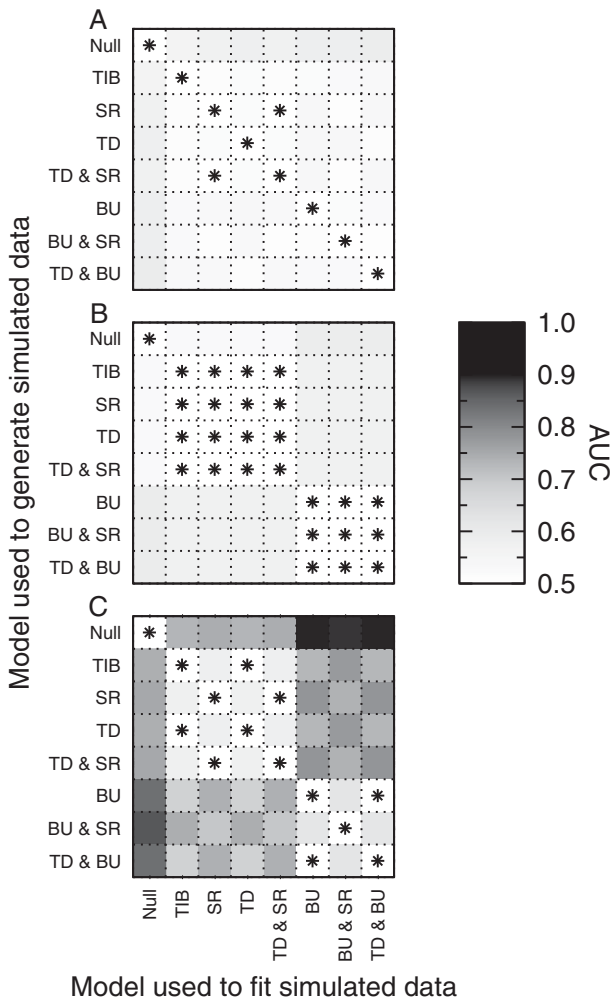 A
Null
TIB
SR
TD
TD & SR
BU
BU & SR
TD & BU
B
Null
TIB
SR
TD
TD & SR
BU
BU & SR
TD & BU
C
Null
TIB
SR
TD
TD & SR
BU
BU & SR
TD & BU
Null
TIB
SR
TD
TD & SR
BU
BU & SR
TD & BU
Model used to fit simulated data
Model used to generate simulated data
1.0
0.9
0.8
0.7
0.6
0.5
AUC